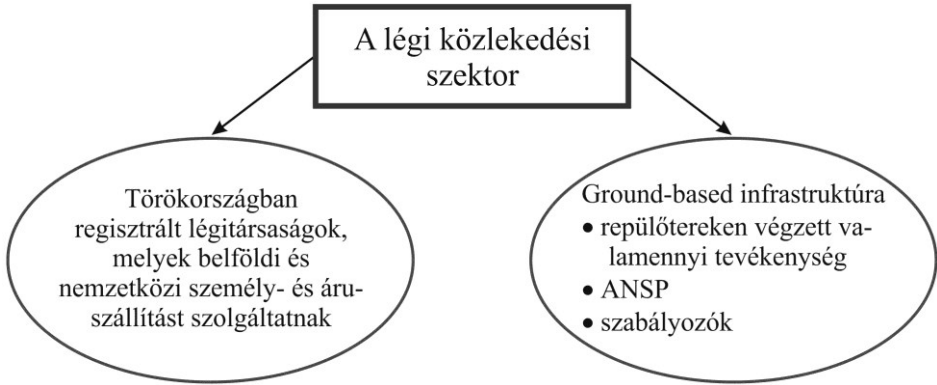 A légi közlekedési
szektor
Törökországban
regisztrált légitársaságok,
melyek belföldi és
nemzetközi személy- és áru-
szállítást szolgáltatnak
Ground-based infrastruktúra
• repülőtereken végzett va-
lamennyi tevékenység
• ANSP
• szabályozók